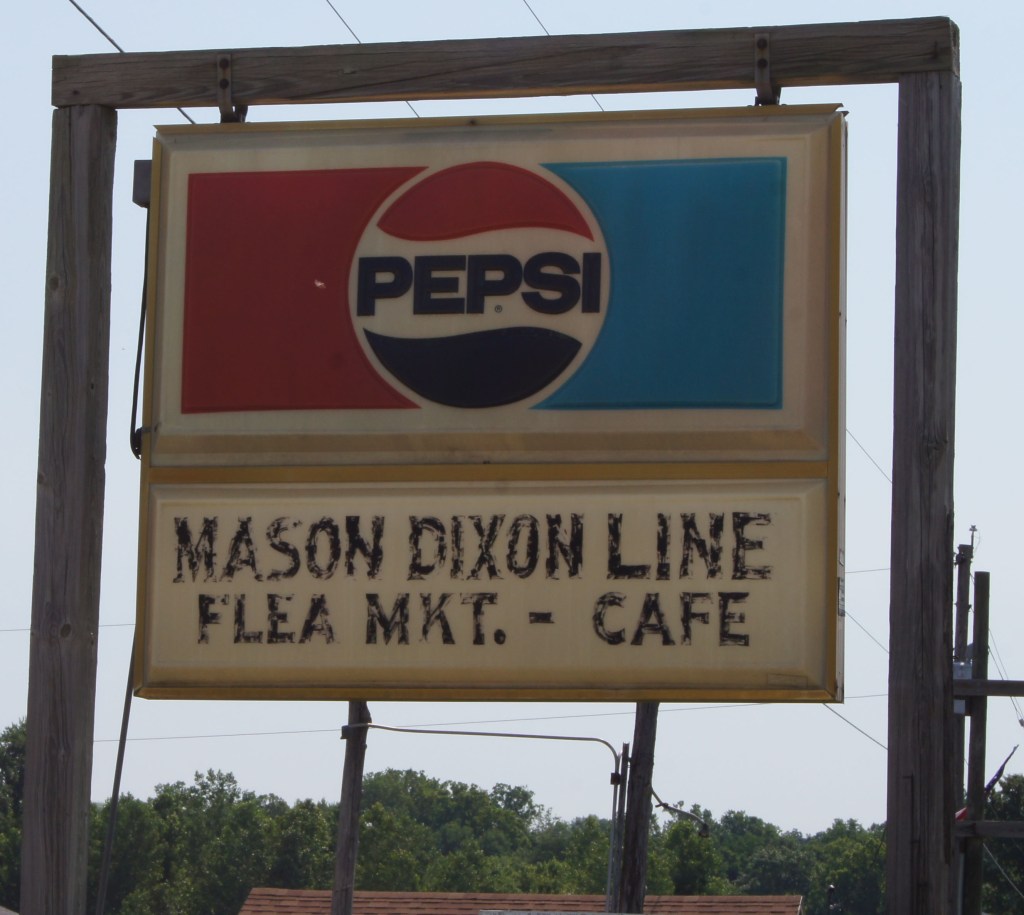 PEPSI
MASON DIXON LINE
FLEA MKT. - CAFE